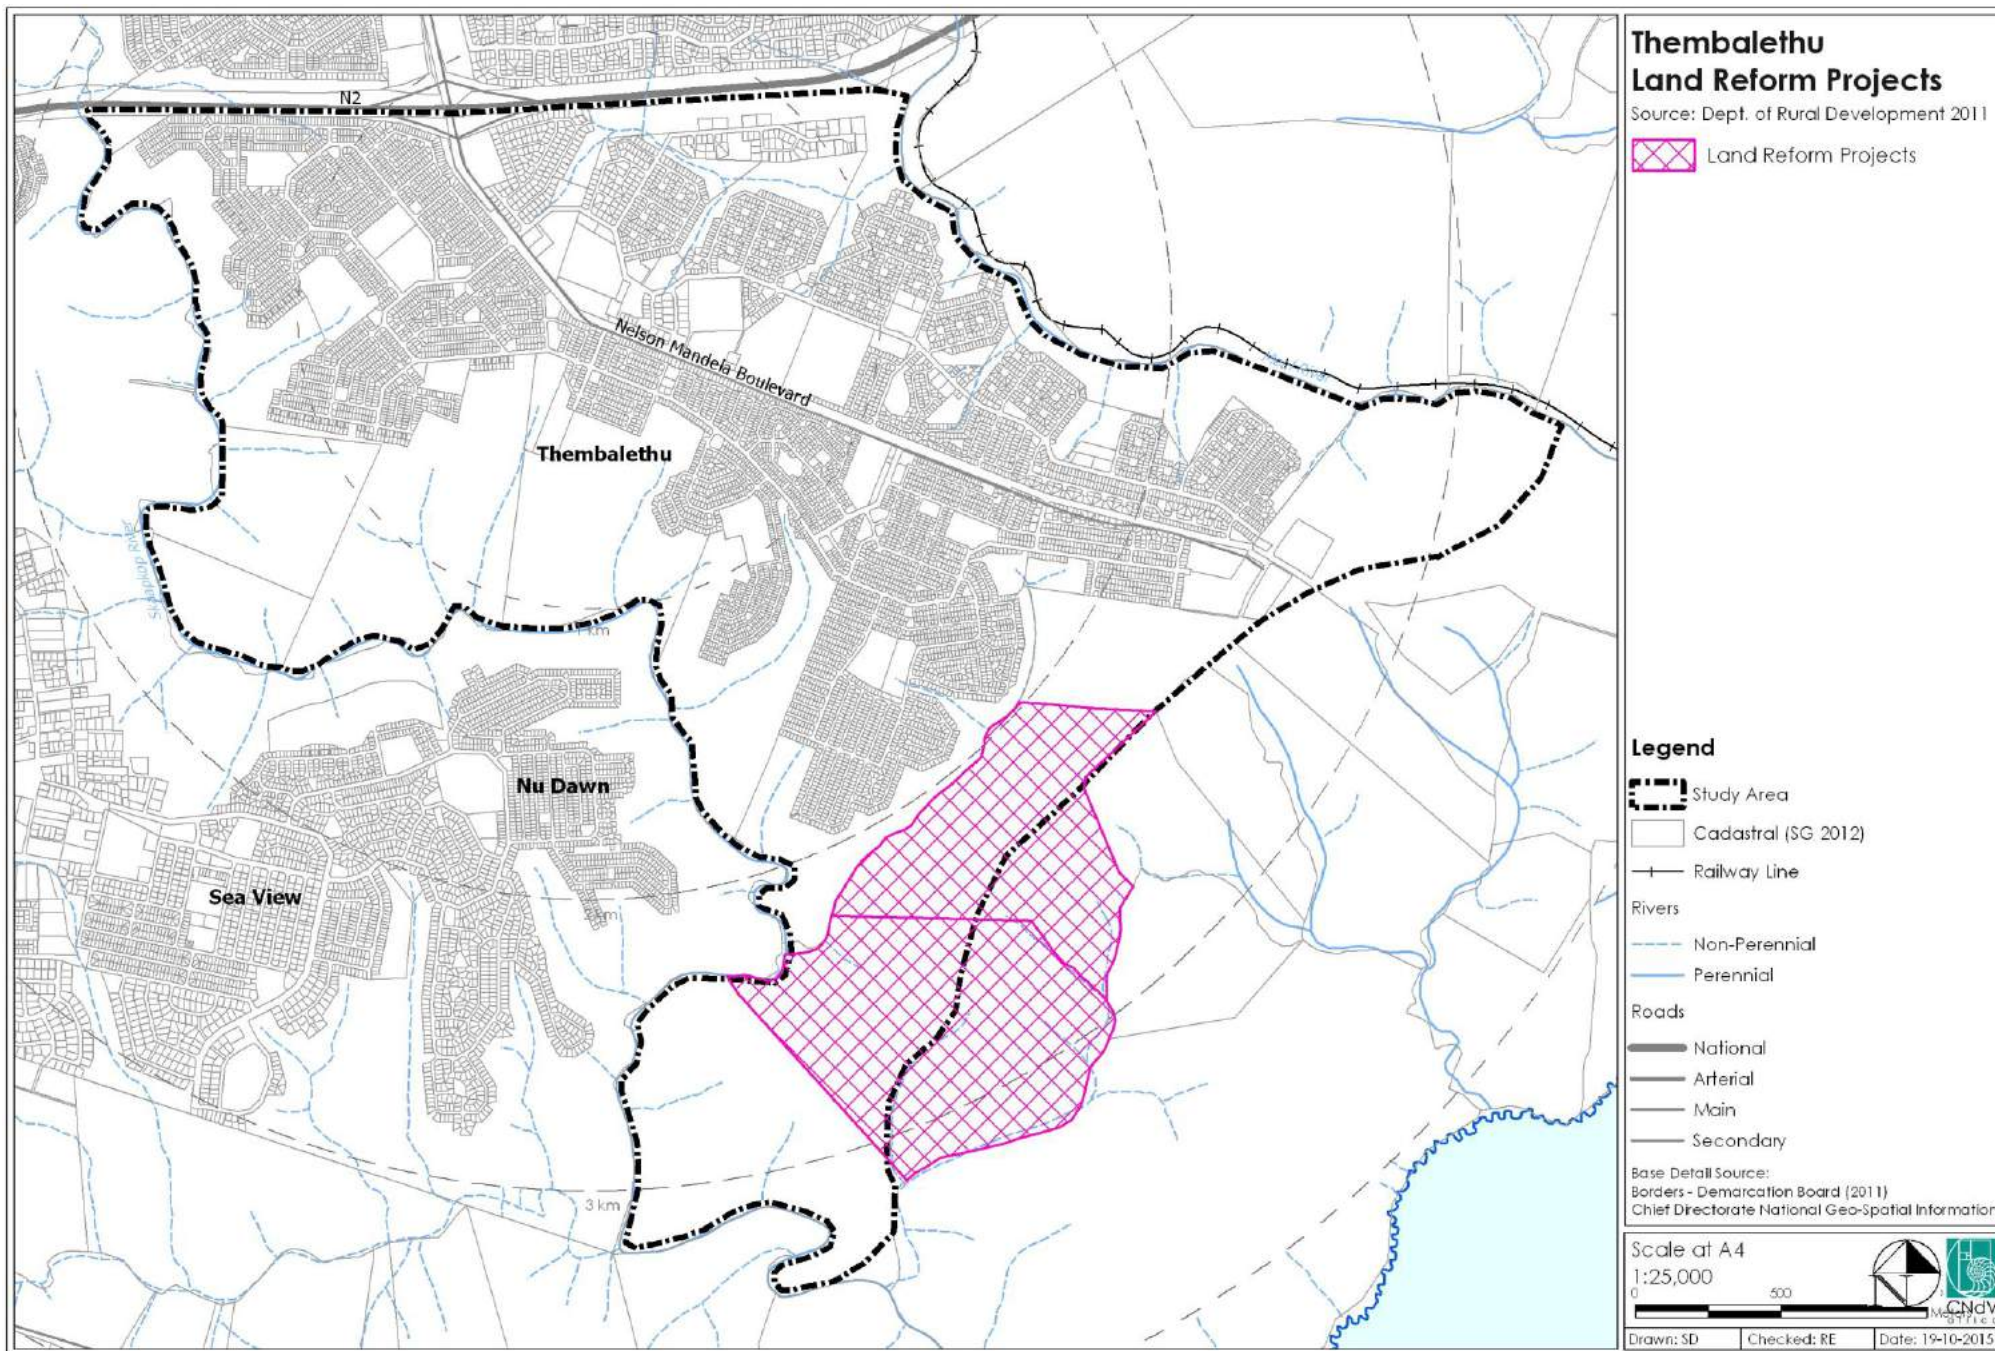 Thembalethu
Land Reform Projects
Source: Dept. of Rural Development 2011
Land Reform Projects
N2
Nelson Mandela Boulevard
Thembalethu
Skaapkop River
1 km
Nu Dawn
Sea View
2 km
3 km
Legend
Study Area
Cadastral (SG 2012)
Railway Line
Rivers
Non-Perennial
Perennial
Roads
National
Arterial
Main
Secondary
Base Detail Source:
Borders - Demarcation Board (2011)
Chief Directorate National Geo-Spatial Information
Scale at A4
1:25,000
0 500
N
CNdV
Drawn: SD Checked: RE Date: 19-10-2015